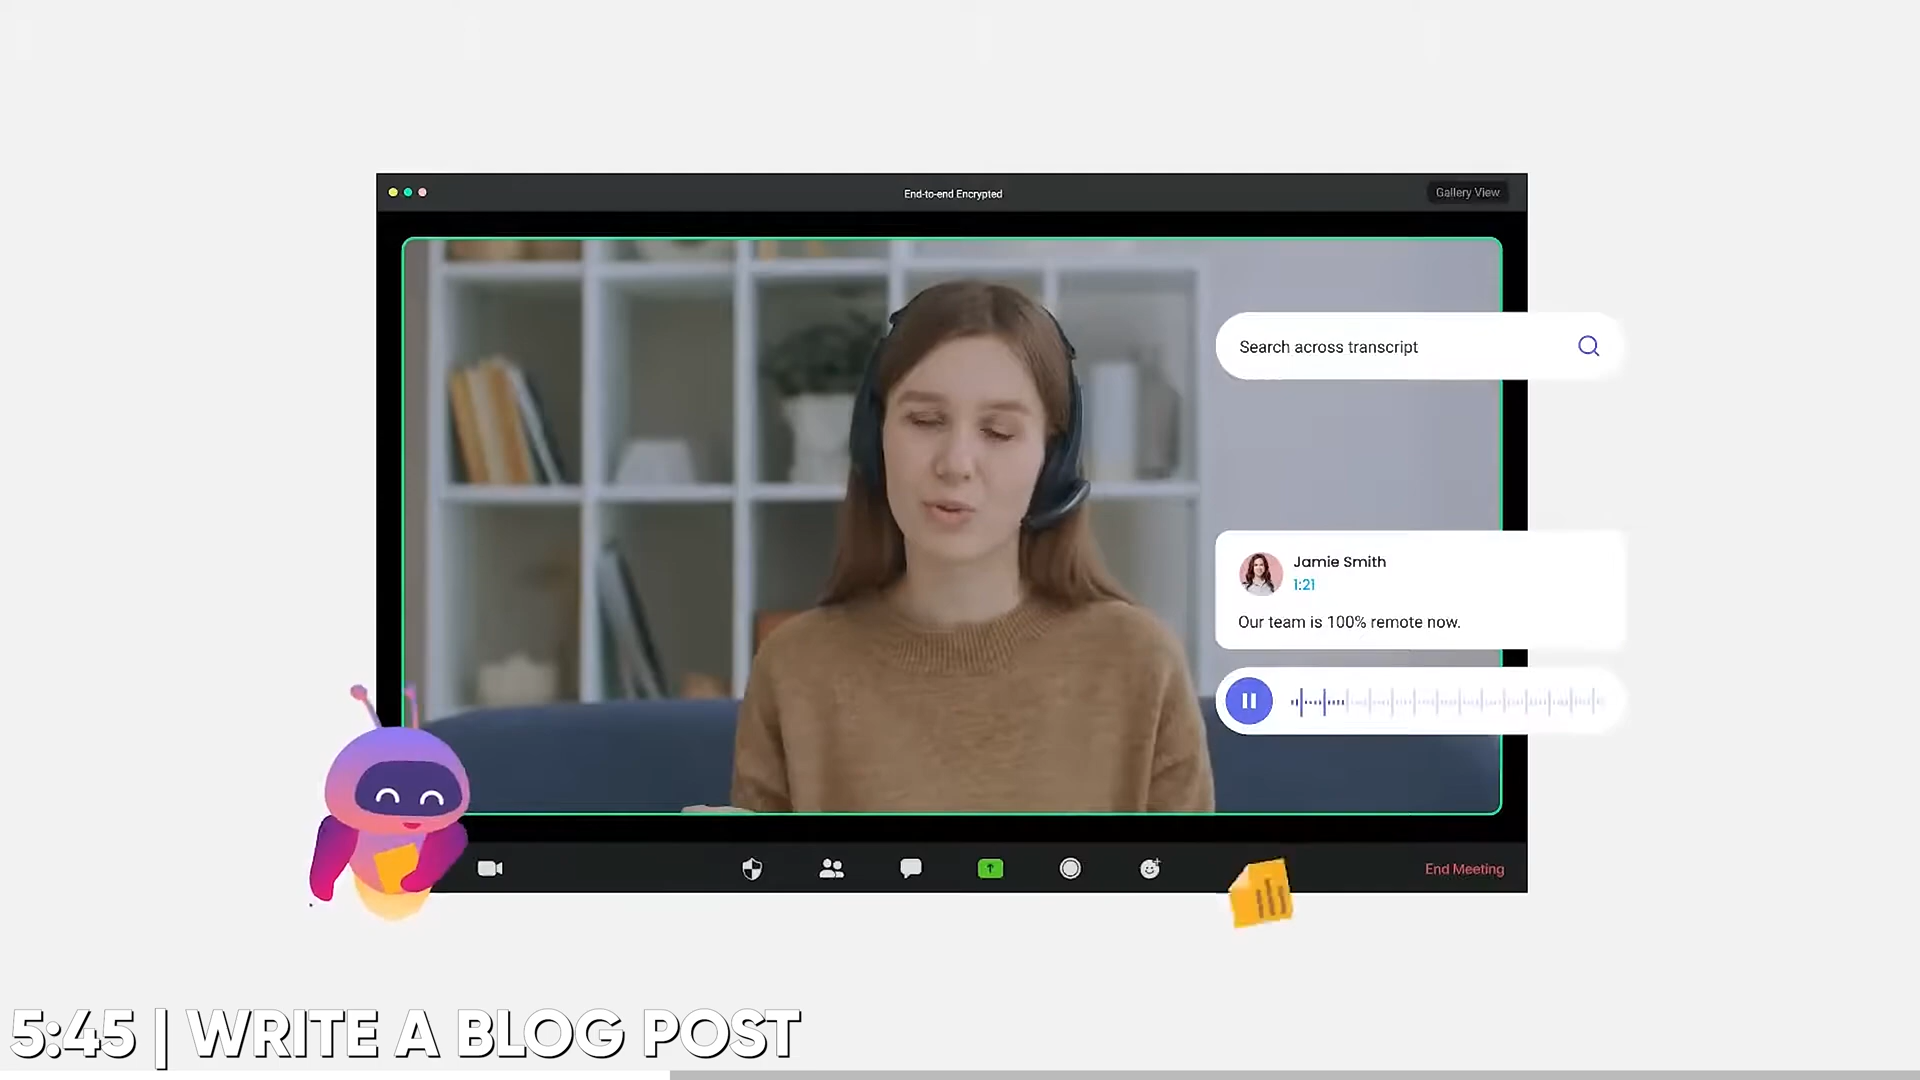 End-to-end Encrypted
Gallery View
Search across transcript
Jamie Smith
1:21
Our team is 100% remote now.
End Meeting
5:45 | WRITE A BLOG POST